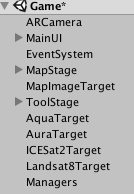 Game*
ARCamera
MainUI
EventSystem
MapStage
MapImageTarget
ToolStage
AquaTarget
AuraTarget
ICESat2Target
Landsat8Target
Managers